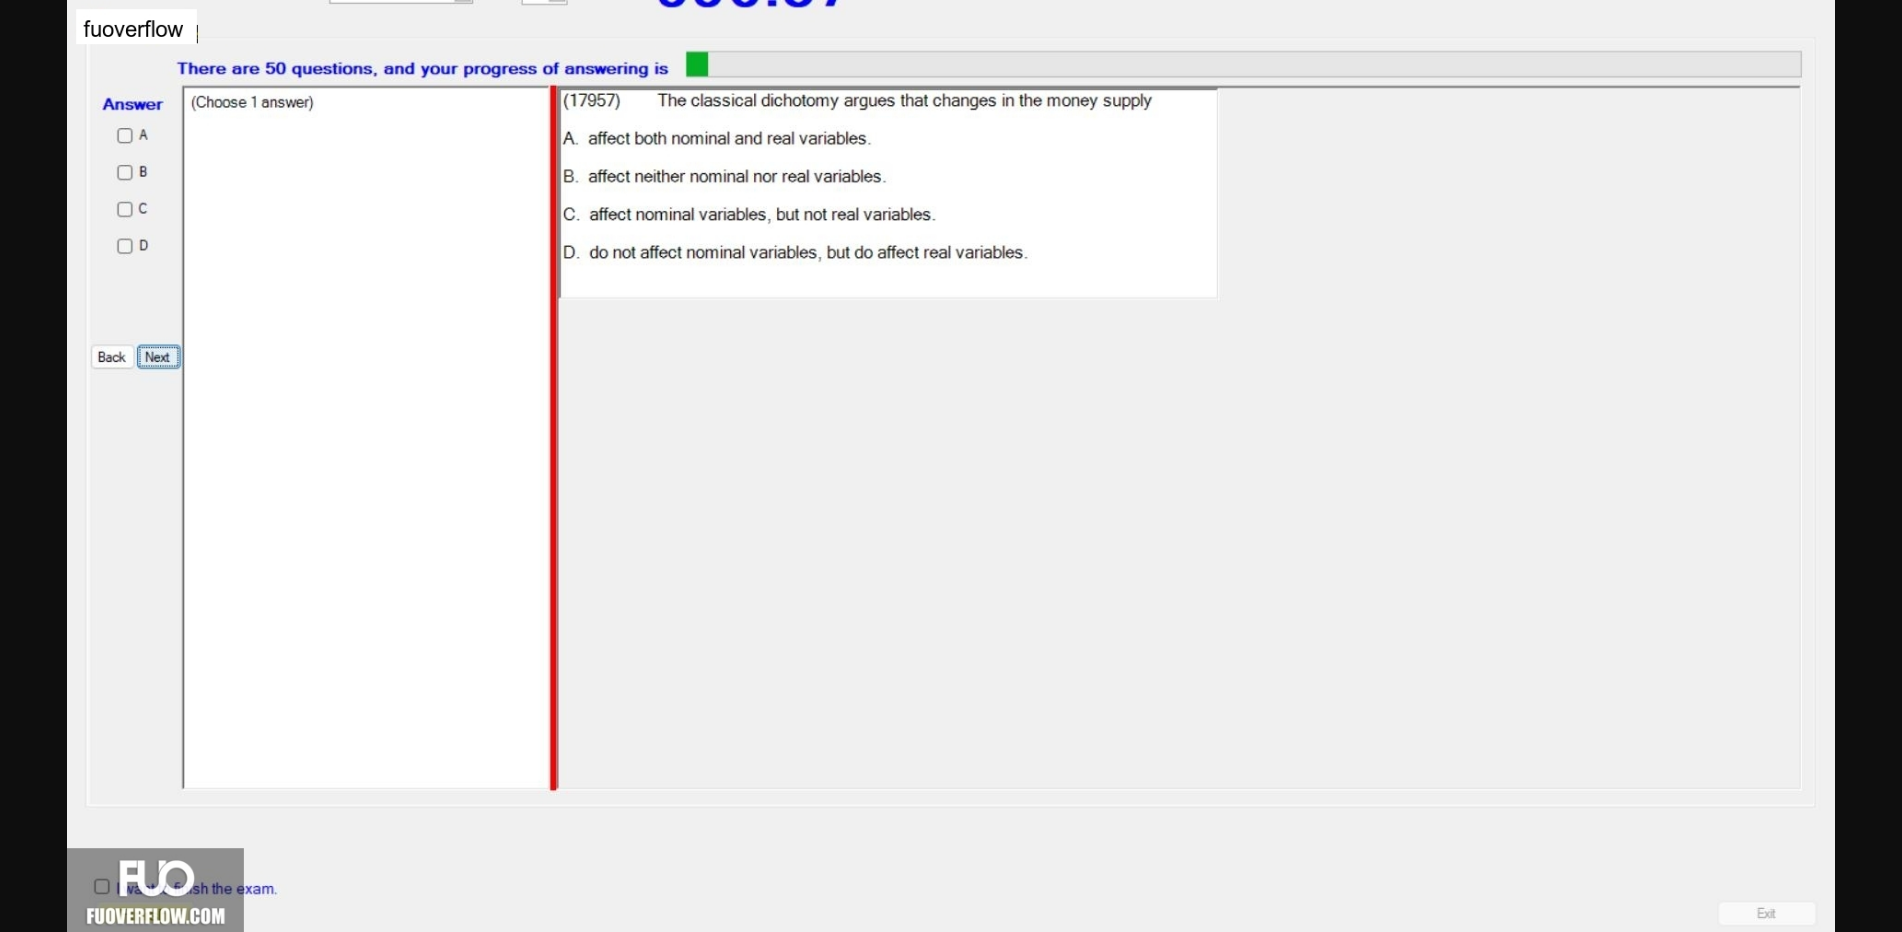 fuoverflow
There are 50 questions, and your progress of answering is
Answer
(Choose 1 answer)
A
B
C
D
Back Next
(17957) The classical dichotomy argues that changes in the money supply
A. affect both nominal and real variables.
B. affect neither nominal nor real variables.
C. affect nominal variables, but not real variables.
D. do not affect nominal variables, but do affect real variables.
I want finish the exam.
FUO
FUOVERFLOW.COM
Exit